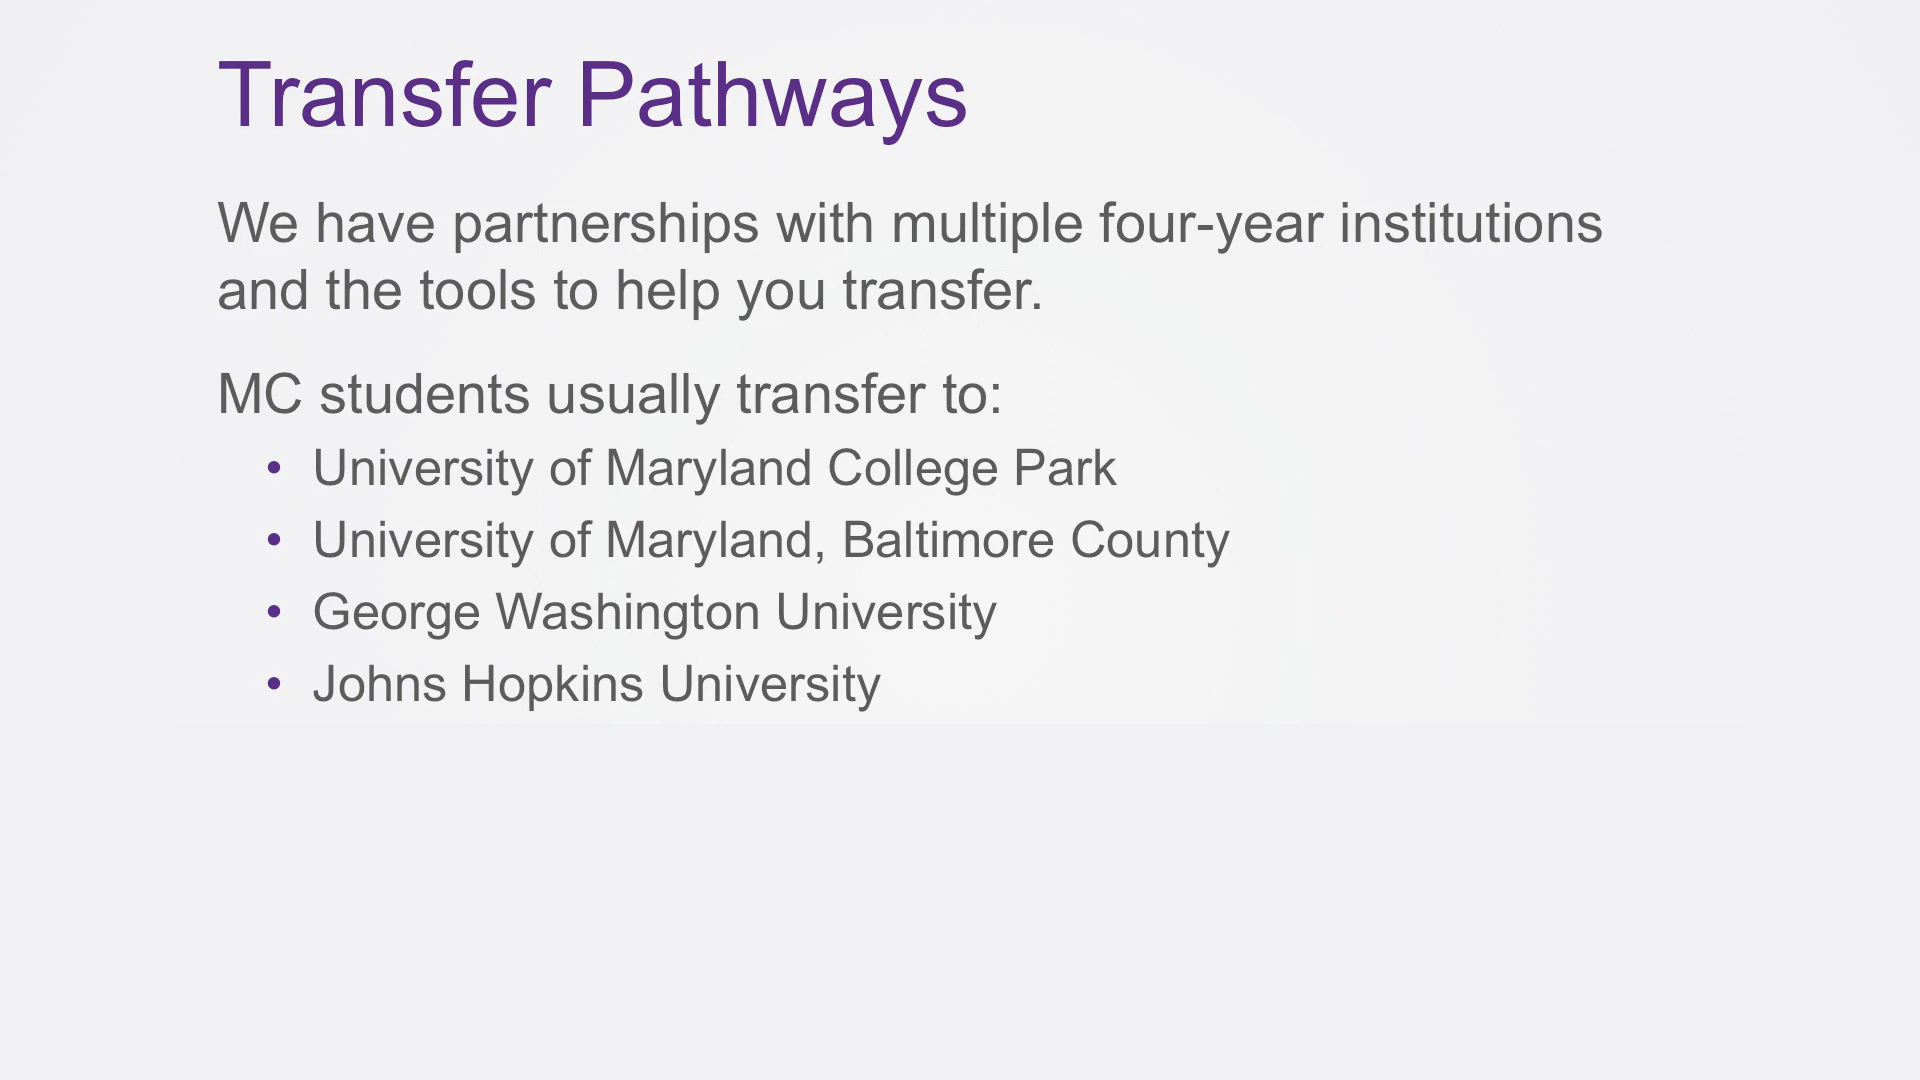 Transfer Pathways
We have partnerships with multiple four-year institutions
and the tools to help you transfer.
MC students usually transfer to:
• University of Maryland College Park
• University of Maryland, Baltimore County
• George Washington University
• Johns Hopkins University